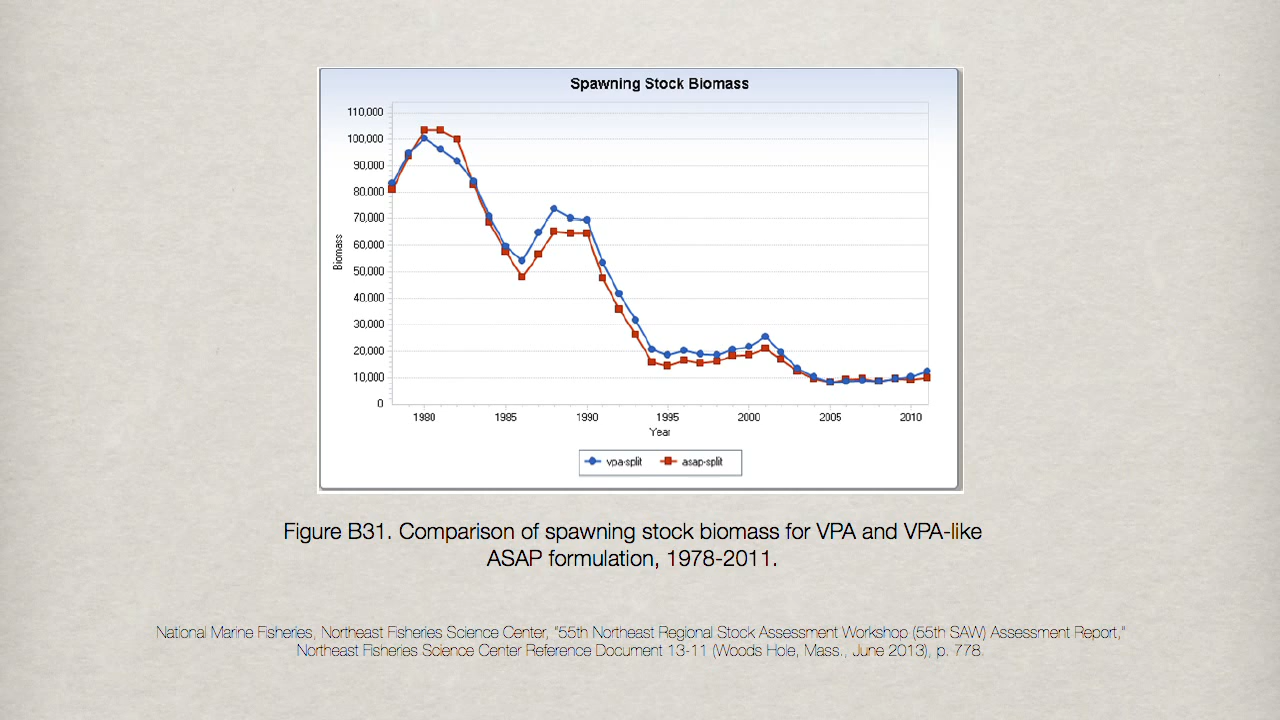 Spawning Stock Biomass
110,000
100,000
90,000
80,000
70,000
60,000
50,000
40,000
30,000
20,000
10,000
0
Biomass
1980 1985 1990 1995 2000 2005 2010
Year
vpa-split asap-split
Figure B31. Comparison of spawning stock biomass for VPA and VPA-like
ASAP formulation, 1978-2011.
National Marine Fisheries, Northeast Fisheries Science Center, “55th Northeast Regional Stock Assessment Workshop (55th SAW) Assessment Report,”
Northeast Fisheries Science Center Reference Document 13-11 (Woods Hole, Mass., June 2013), p. 778.